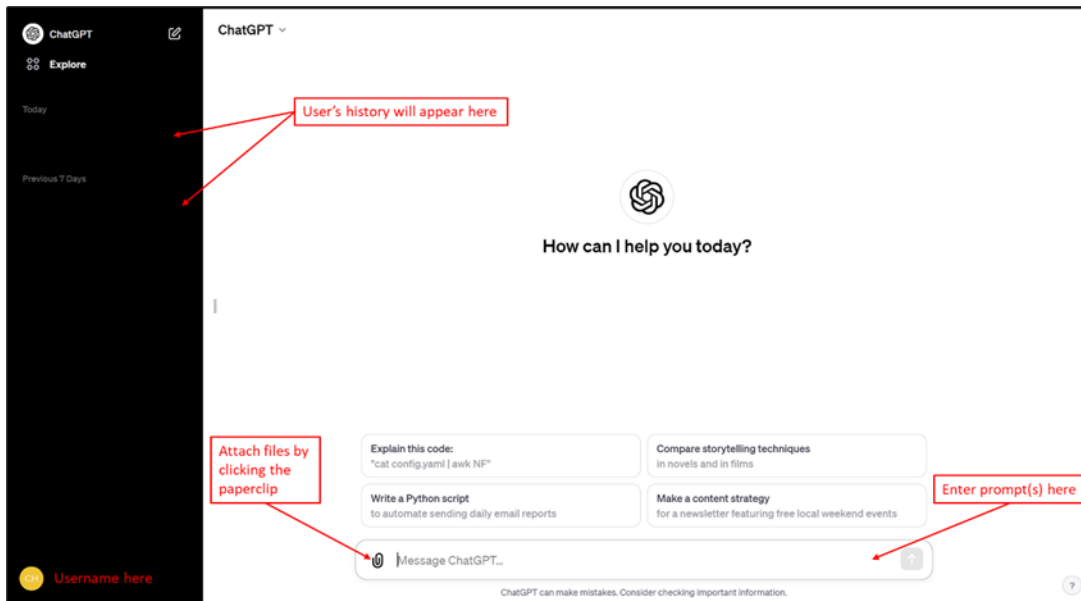 ChatGPT
Explore
Today
Previous 7 Days
CH
Username here
ChatGPT
User's history will appear here
How can I help you today?
Attach files by
clicking the
paperclip
Explain this code:
"cat config.yaml | awk NF"
Compare storytelling techniques
in novels and in films
Write a Python script
to automate sending daily email reports
Make a content strategy
for a newsletter featuring free local weekend events
Enter prompt(s) here
Message ChatGPT...
ChatGPT can make mistakes. Consider checking important information.
?